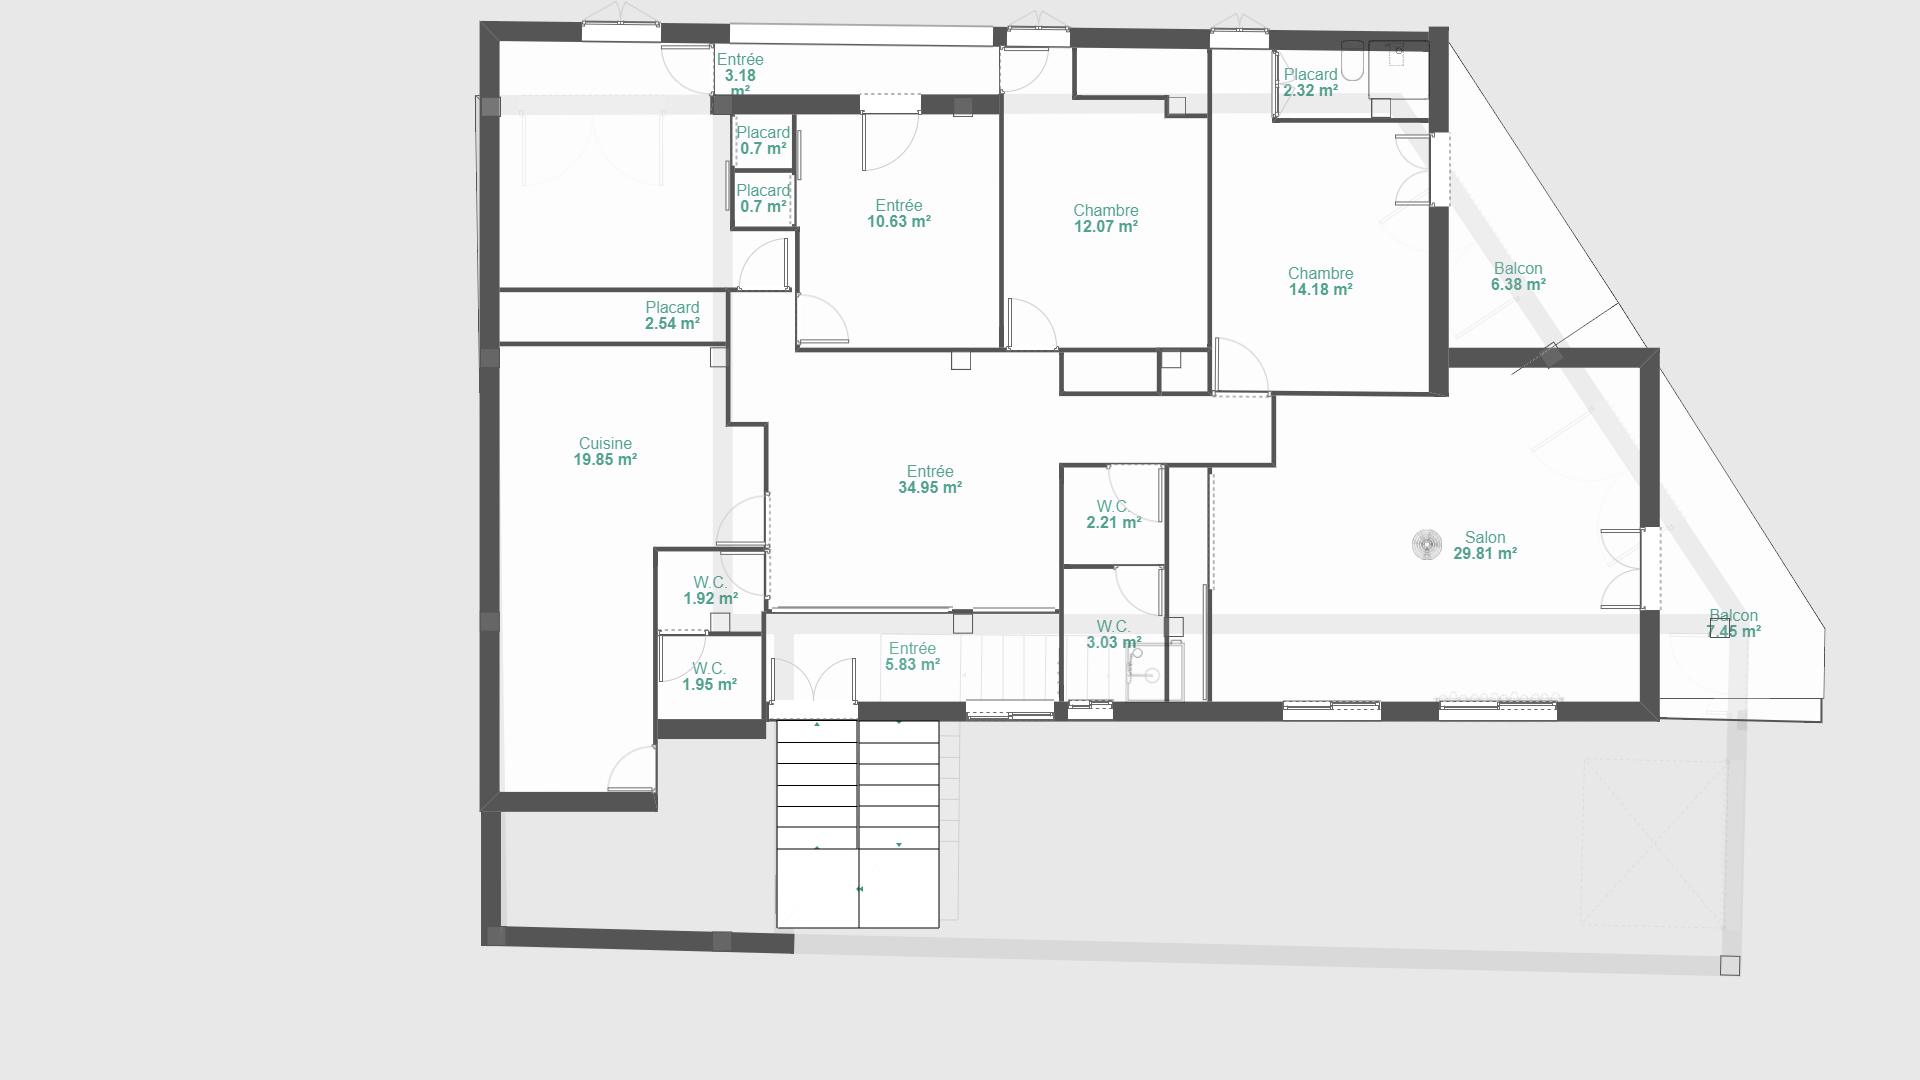 Entrée
3.18
m²
Placard
2.32 m²
Placard
0.7 m²
Placard
0.7 m²
Entrée
10.63 m²
Chambre
12.07 m²
Chambre
14.18 m²
Balcon
6.38 m²
Placard
2.54 m²
Cuisine
19.85 m²
Entrée
34.95 m²
W.C.
2.21 m²
Salon
29.81 m²
W.C.
1.92 m²
Balcon
7.45 m²
W.C.
3.03 m²
Entrée
5.83 m²
W.C.
1.95 m²